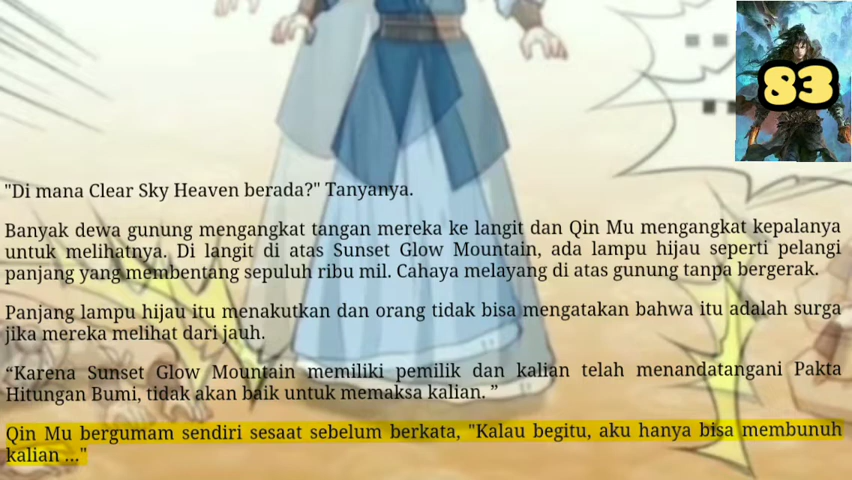 83
"Di mana Clear Sky Heaven berada?" Tanyanya.
Banyak dewa gunung mengangkat tangan mereka ke langit dan Qin Mu mengangkat kepalanya
untuk melihatnya. Di langit di atas Sunset Glow Mountain, ada lampu hijau seperti pelangi
panjang yang membentang sepuluh ribu mil. Cahaya melayang di atas gunung tanpa bergerak.
Panjang lampu hijau itu menakutkan dan orang tidak bisa mengatakan bahwa itu adalah surga
jika mereka melihat dari jauh.
“Karena Sunset Glow Mountain memiliki pemilik dan kalian telah menandatangani Pakta
Hitungan Bumi, tidak akan baik untuk memaksa kalian. ”
Qin Mu bergumam sendiri sesaat sebelum berkata, "Kalau begitu, aku hanya bisa membunuh
kalian ..."